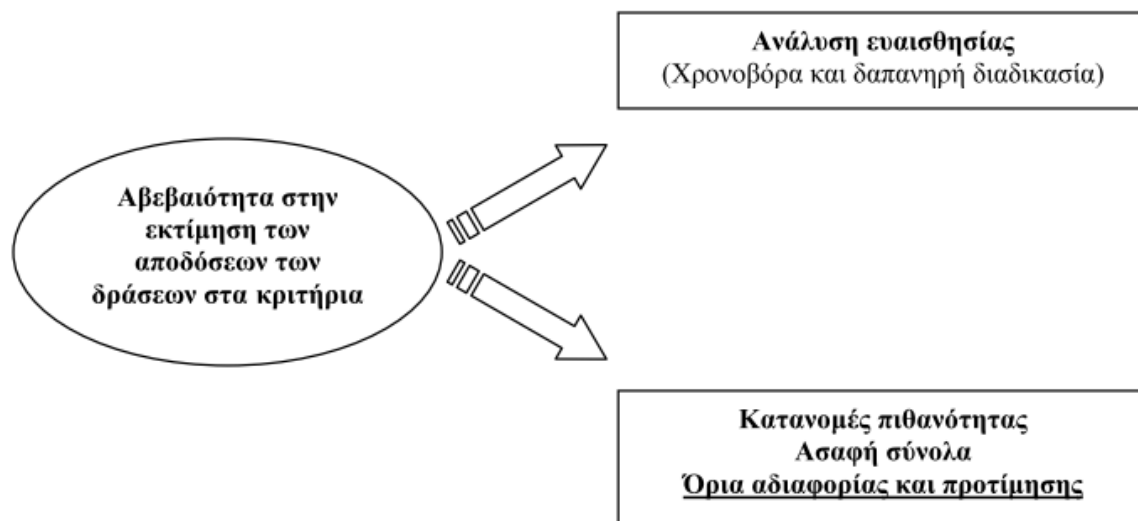 Ανάλυση ευαισθησίας
(Χρονοβόρα και δαπανηρή διαδικασία)
Αβεβαιότητα στην
εκτίμηση των
αποδόσεων των
δράσεων στα κριτήρια
Κατανομές πιθανότητας
Ασαφή σύνολα
Όρια αδιαφορίας και προτίμησης